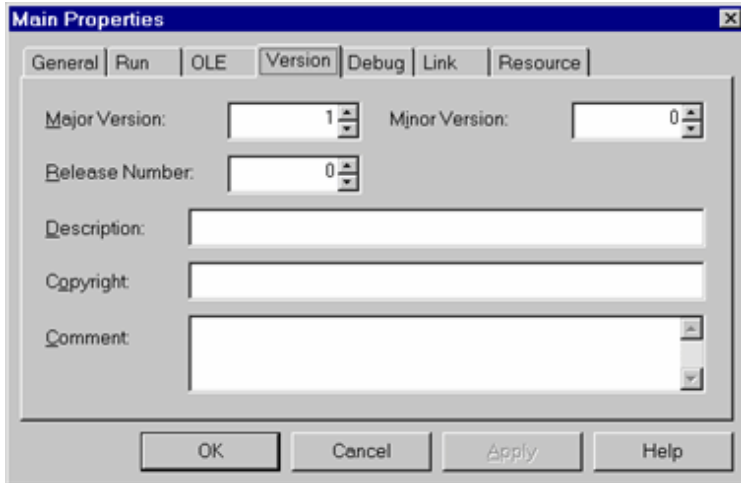 Main Properties
General Run OLE Version Debug Link Resource
Major Version: 1 Minor Version: 0
Release Number: 0
Description:
Copyright:
Comment:
OK Cancel Apply Help